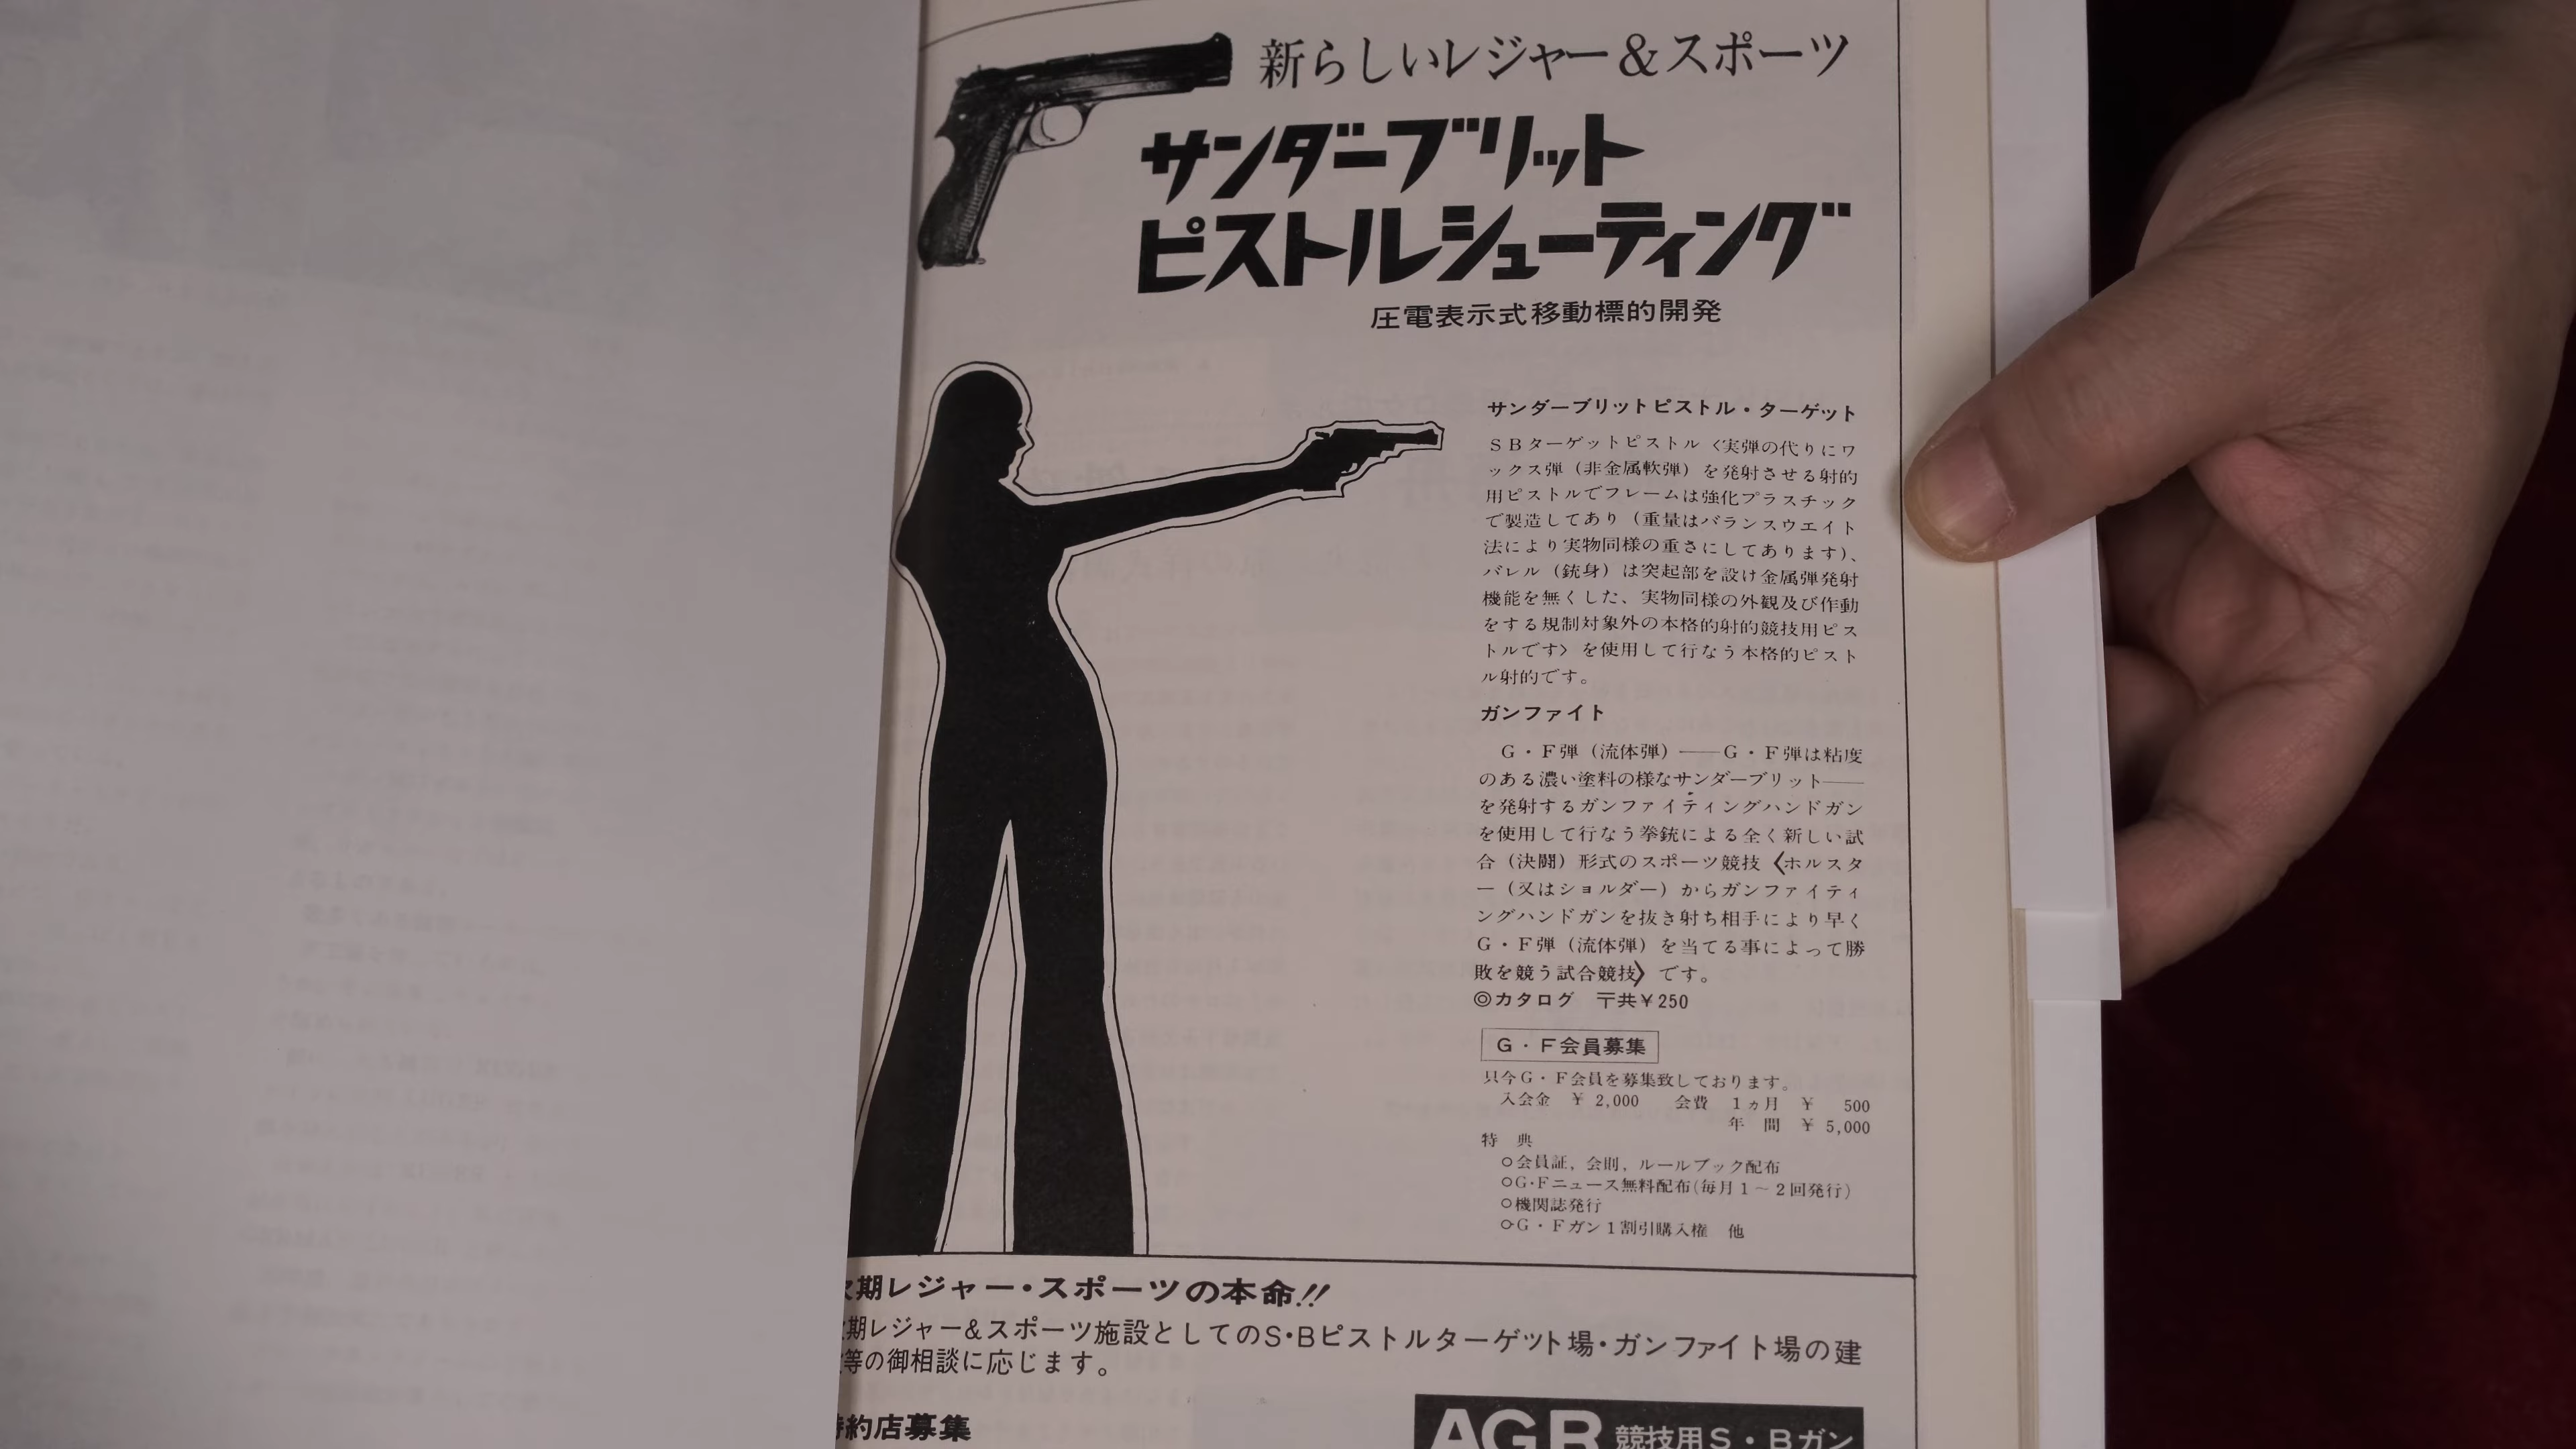 新らしいレジャー＆スポーツ
サンダーブリット
ピストルシューティング
圧電表示式移動標的開発
サンダーブリットピストル・ターゲット
ＳＢターゲットピストル〈実弾の代りにワ
ックス弾（非金属軟弾）を発射させる射的
用ピストルでフレームは強化プラスチック
で製造してあり（重量はバランスウエイト
法により実物同様の重さにしてあります）、
バレル（銃身）は突起部を設け金属弾発射
機能を無くした、実物同様の外観及び作動
をする規制対象外の本格的射的競技用ピス
トルです〉を使用して行なう本格的ピスト
ル射的です。
ガンファイト
Ｇ・Ｆ弾（流体弾）――Ｇ・Ｆ弾は粘度
のある濃い塗料の様なサンダーブリット――
を発射するガンファイティングハンドガン
を使用して行なう拳銃による全く新しい試
合（決闘）形式のスポーツ競技〈ホルスタ
ー（又はショルダー）からガンファイティ
ングハンドガンを抜き射ち相手により早く
Ｇ・Ｆ弾（流体弾）を当てる事によって勝
敗を競う試合競技〉です。
◎カタログ　〒共￥250
Ｇ・Ｆ会員募集
只今Ｇ・Ｆ会員を募集致しております。
入会金　￥2,000　会費　１ヵ月　￥　500
年　間　￥5,000
特　典
○会員証，会則，ルールブック配布
○G・Fニュース無料配布（毎月１～２回発行）
○機関誌発行
○G・Fガン１割引購入権　他
期レジャー・スポーツの本命!!
期レジャー&スポーツ施設としてのS・Bピストルターゲット場・ガンファイト場の建
等の御相談に応じます。
約店募集
AGR 競技用S・Bガン